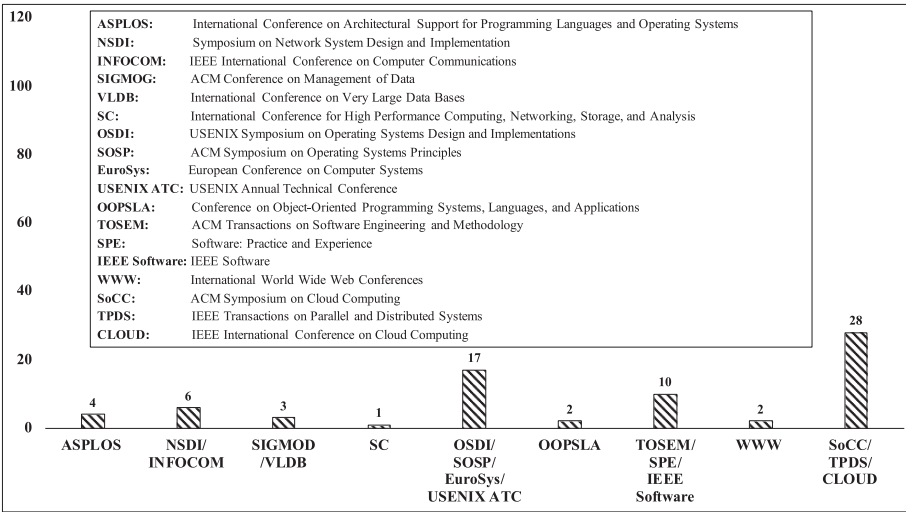 120
100
80
60
40
20
0
ASPLOS: International Conference on Architectural Support for Programming Languages and Operating Systems
NSDI: Symposium on Network System Design and Implementation
INFOCOM: IEEE International Conference on Computer Communications
SIGMOG: ACM Conference on Management of Data
VLDB: International Conference on Very Large Data Bases
SC: International Conference for High Performance Computing, Networking, Storage, and Analysis
OSDI: USENIX Symposium on Operating Systems Design and Implementations
SOSP: ACM Symposium on Operating Systems Principles
EuroSys: European Conference on Computer Systems
USENIX ATC: USENIX Annual Technical Conference
OOPSLA: Conference on Object-Oriented Programming Systems, Languages, and Applications
TOSEM: ACM Transactions on Software Engineering and Methodology
SPE: Software: Practice and Experience
IEEE Software: IEEE Software
WWW: International World Wide Web Conferences
SoCC: ACM Symposium on Cloud Computing
TPDS: IEEE Transactions on Parallel and Distributed Systems
CLOUD: IEEE International Conference on Cloud Computing
4
6
3
1
17
2
10
2
28
ASPLOS
NSDI/
INFOCOM
SIGMOD
/VLDB
SC
OSDI/
SOSP/
EuroSys/
USENIX ATC
OOPSLA
TOSEM/
SPE/
IEEE
Software
WWW
SoCC/
TPDS/
CLOUD